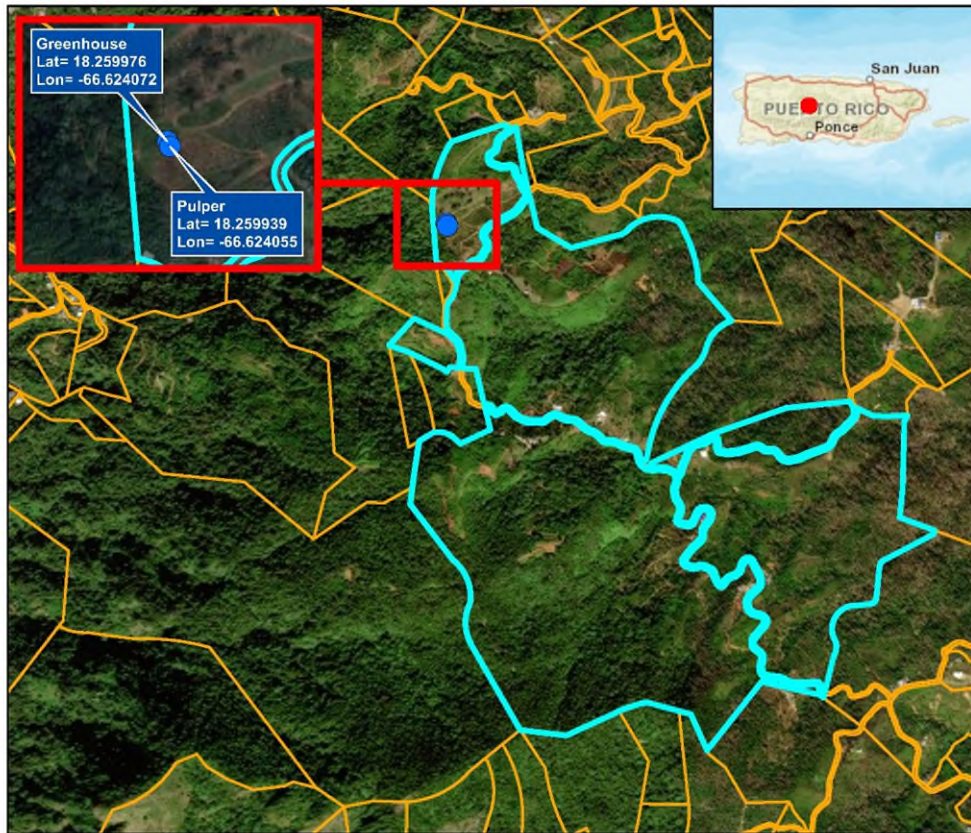 Greenhouse
Lat= 18.259976
Lon= -66.624072
Pulper
Lat= 18.259939
Lon= -66.624055
San Juan
PUERTO RICO
Ponce